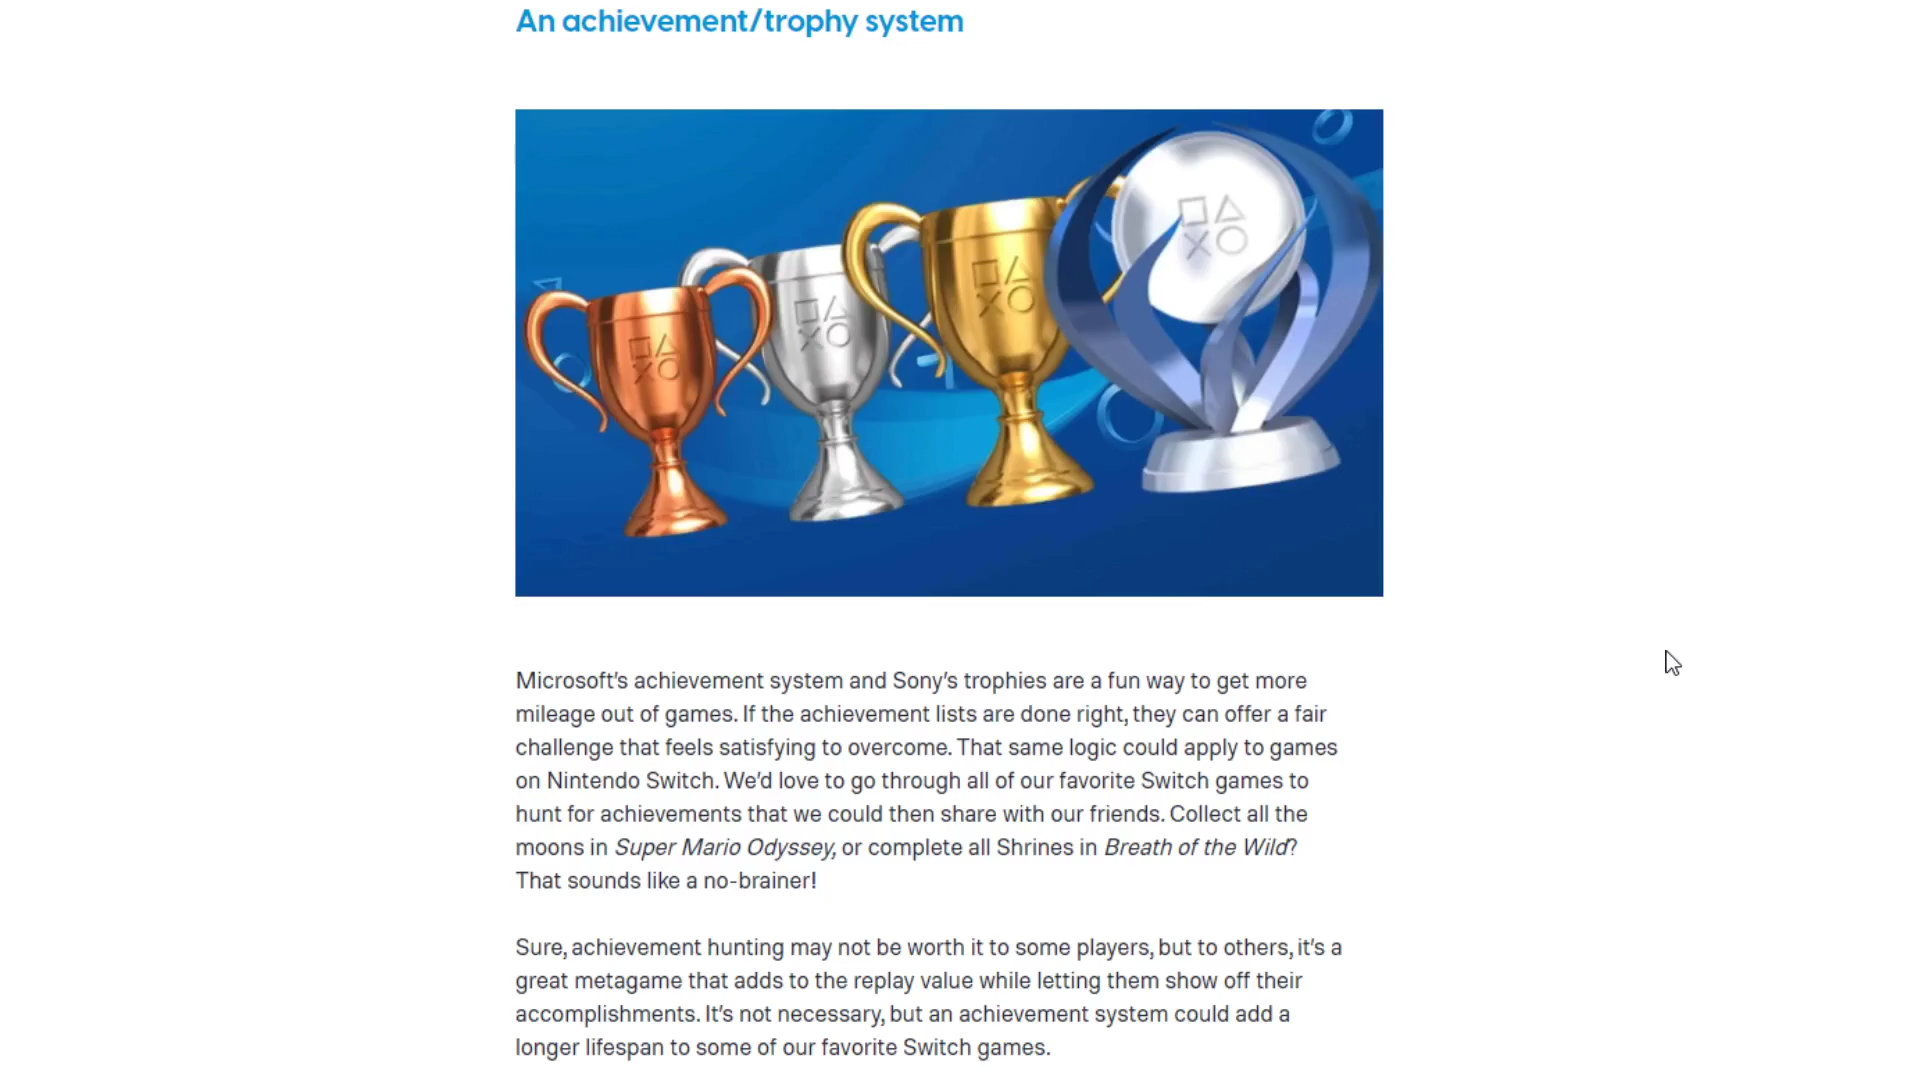 An achievement/trophy system
Microsoft's achievement system and Sony's trophies are a fun way to get more
mileage out of games. If the achievement lists are done right, they can offer a fair
challenge that feels satisfying to overcome. That same logic could apply to games
on Nintendo Switch. We'd love to go through all of our favorite Switch games to
hunt for achievements that we could then share with our friends. Collect all the
moons in Super Mario Odyssey, or complete all Shrines in Breath of the Wild?
That sounds like a no-brainer!
Sure, achievement hunting may not be worth it to some players, but to others, it's a
great metagame that adds to the replay value while letting them show off their
accomplishments. It's not necessary, but an achievement system could add a
longer lifespan to some of our favorite Switch games.